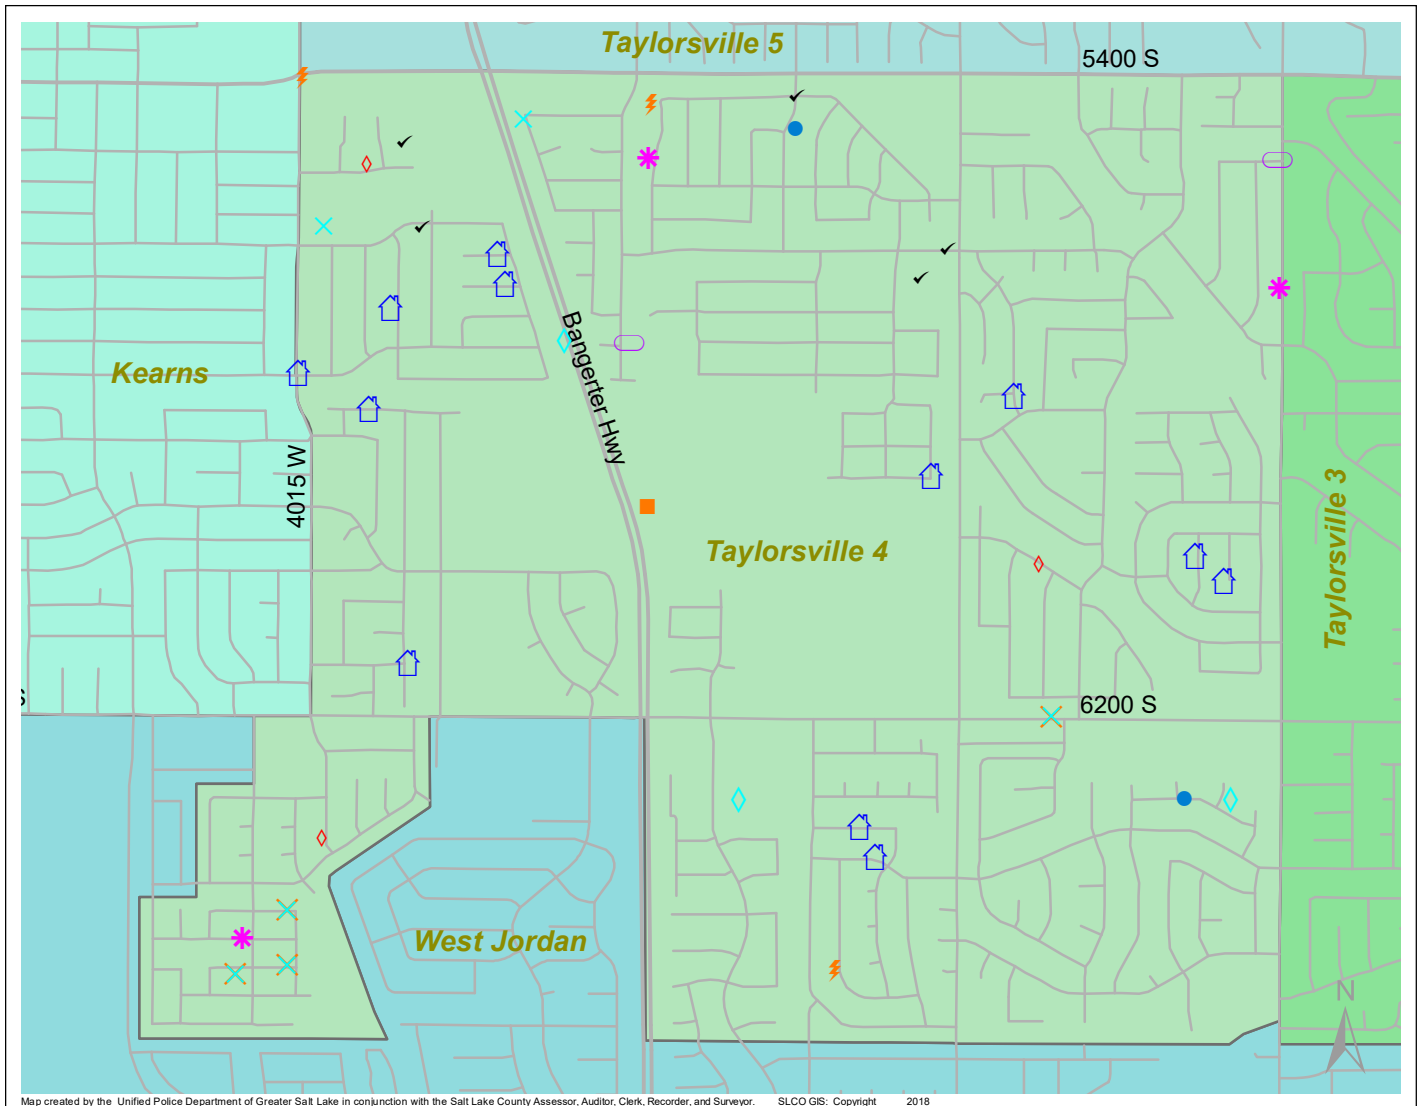 Taylorsville 5
5400 S
Kearns
Bangerter Hwy
4015 W
Taylorsville 4
Taylorsville 3
6200 S
West Jordan
N
Map created by the Unified Police Department of Greater Salt Lake in conjunction with the Salt Lake County Assessor, Auditor, Clerk, Recorder, and Surveyor. SLCO GIS: Copyright 2018